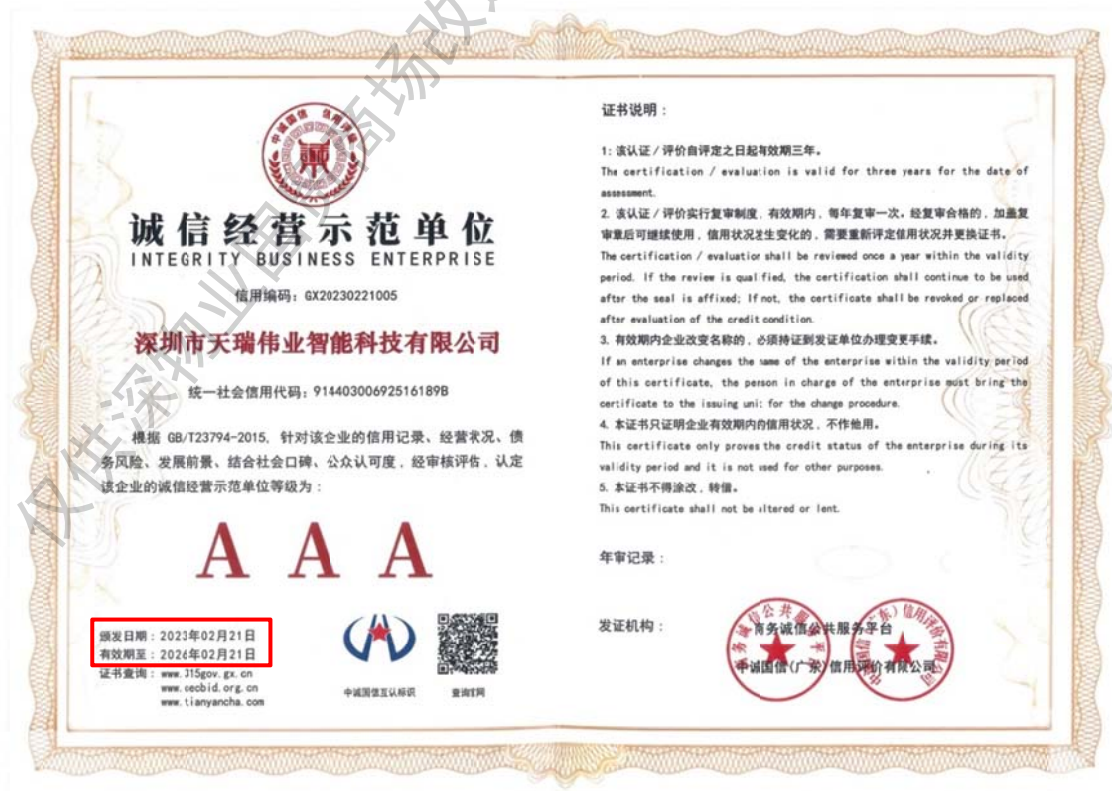 中诚国信 信用评级
诚信经营示范单位
INTEGRITY BUSINESS ENTERPRISE
信用编码：GX20230221005
深圳市天瑞伟业智能科技有限公司
统一社会信用代码：91440300692516189B
根据 GB/T23794-2015，针对该企业的信用记录、经营状况、债
务风险、发展前景、结合社会口碑、公众认可度，经审核评估，认定
该企业的诚信经营示范单位等级为：
A A A
颁发日期：2023年02月21日
有效期至：2026年02月21日
证书查询：www.315gov.gx.cn
www.cecbid.org.cn
www.tianyancha.com
中诚国信互认标识
查询官网
证书说明：
1: 该认证/评价自评定之日起有效期三年。
The certification / evaluation is valid for three years for the date of
assessment.
2. 该认证/评价实行复审制度，有效期内，每年复审一次。经复审合格的，加盖复
审章后可继续使用，信用状况发生变化的，需要重新评定信用状况并更换证书。
The certification / evaluation shall be reviewed once a year within the validity
period. If the review is qualified, the certification shall continue to be used
after the seal is affixed; If not, the certificate shall be revoked or replaced
after evaluation of the credit condition.
3. 有效期内企业改变名称的，必须持证到发证单位办理变更手续。
If an enterprise changes the name of the enterprise within the validity period
of this certificate, the person in charge of the enterprise must bring the
certificate to the issuing unit for the change procedure.
4. 本证书只证明企业有效期内的信用状况，不作他用。
This certificate only proves the credit status of the enterprise during its
validity period and it is not used for other purposes.
5. 本证书不得涂改，转借。
This certificate shall not be altered or lent.
年审记录：
发证机构：
商务诚信公共服务平台
中诚国信(广东)信用评价有限公司